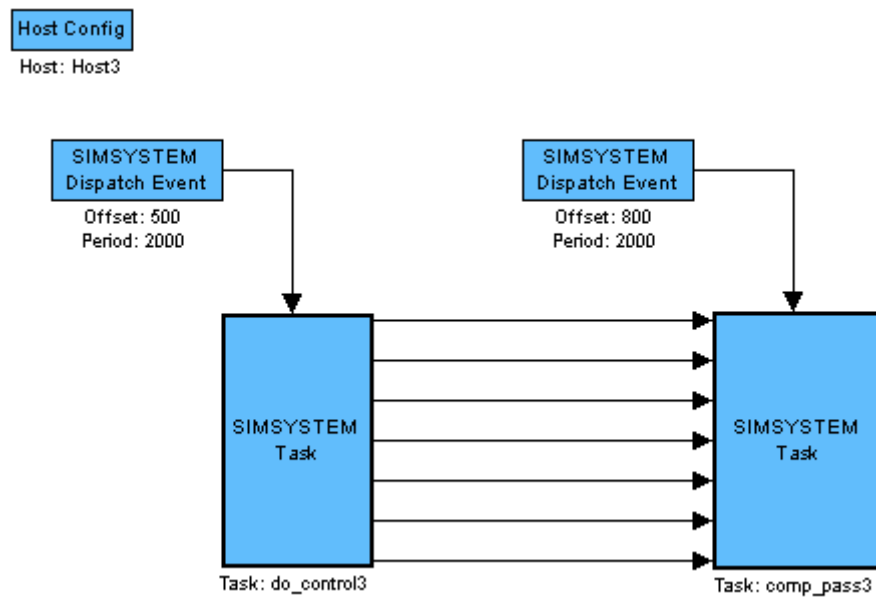 Host Config
Host: Host3
SIMSYSTEM
Dispatch Event
Offset: 500
Period: 2000
SIMSYSTEM
Dispatch Event
Offset: 800
Period: 2000
SIMSYSTEM
Task
Task: do_control3
SIMSYSTEM
Task
Task: comp_pass3